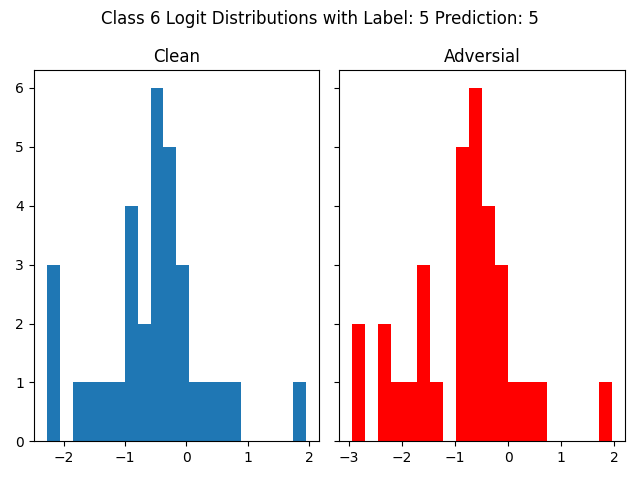 Class 6 Logit Distributions with Label: 5 Prediction: 5
Clean
Adversial
6
5
4
3
2
1
0
−2 −1 0 1 2
−3 −2 −1 0 1 2